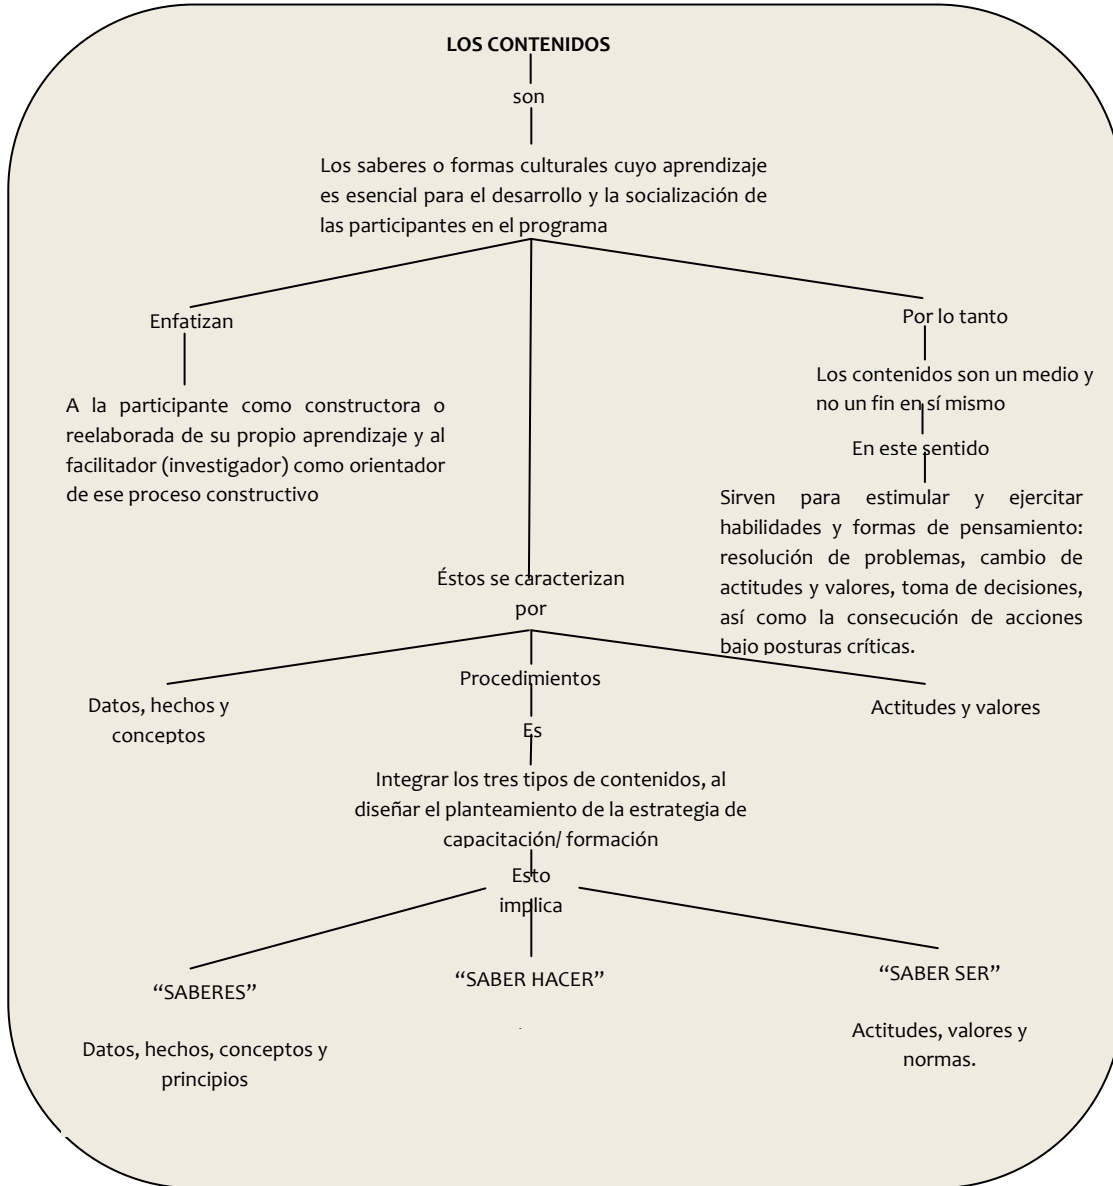 LOS CONTENIDOS
son
Los saberes o formas culturales cuyo aprendizaje
es esencial para el desarrollo y la socialización de
las participantes en el programa
Enfatizan
A la participante como constructora o
reelaborada de su propio aprendizaje y al
facilitador (investigador) como orientador
de ese proceso constructivo
Por lo tanto
Los contenidos son un medio y
no un fin en sí mismo
En este sentido
Sirven para estimular y ejercitar
habilidades y formas de pensamiento:
resolución de problemas, cambio de
actitudes y valores, toma de decisiones,
así como la consecución de acciones
bajo posturas críticas.
Éstos se caracterizan
por
Datos, hechos y
conceptos
Procedimientos
Actitudes y valores
Es
Integrar los tres tipos de contenidos, al
diseñar el planteamiento de la estrategia de
capacitación/ formación
Esto
implica
“SABERES”
Datos, hechos, conceptos y
principios
“SABER HACER”
.
“SABER SER”
Actitudes, valores y
normas.